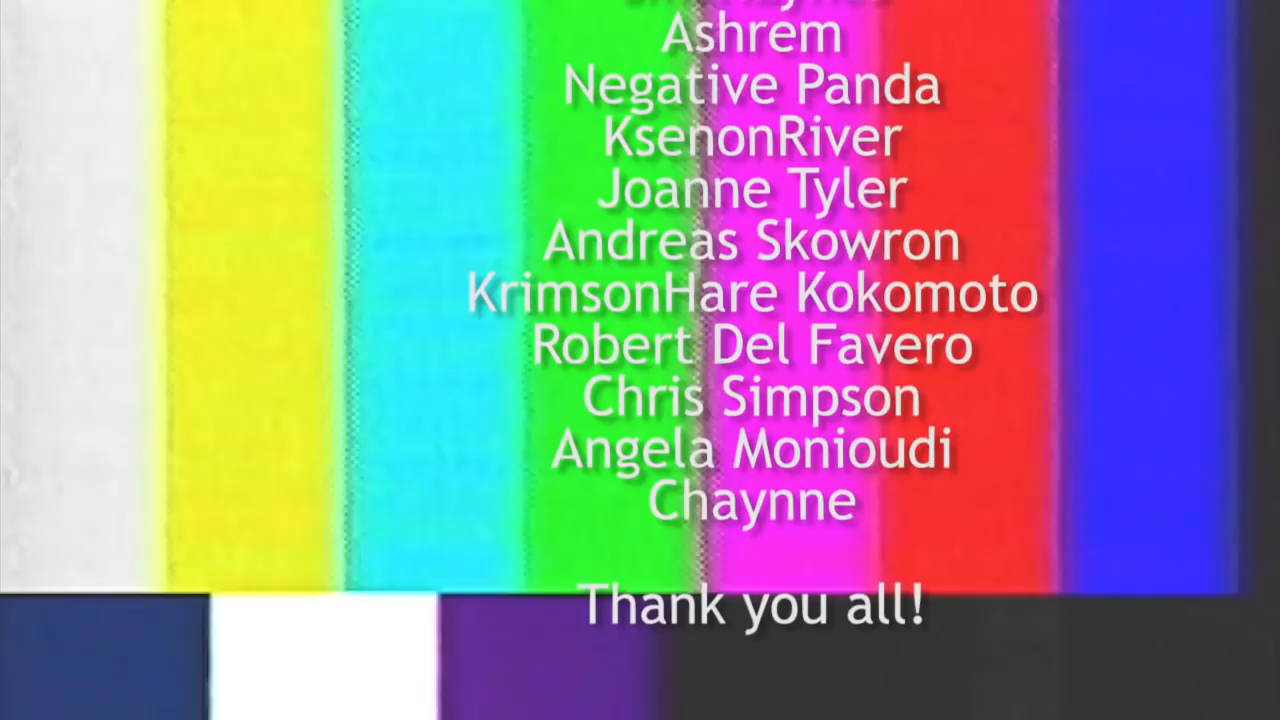 Ashrem
Negative Panda
KsenonRiver
Joanne Tyler
Andreas Skowron
KrimsonHare Kokomoto
Robert Del Favero
Chris Simpson
Angela Monioudi
Chaynne
Thank you all!